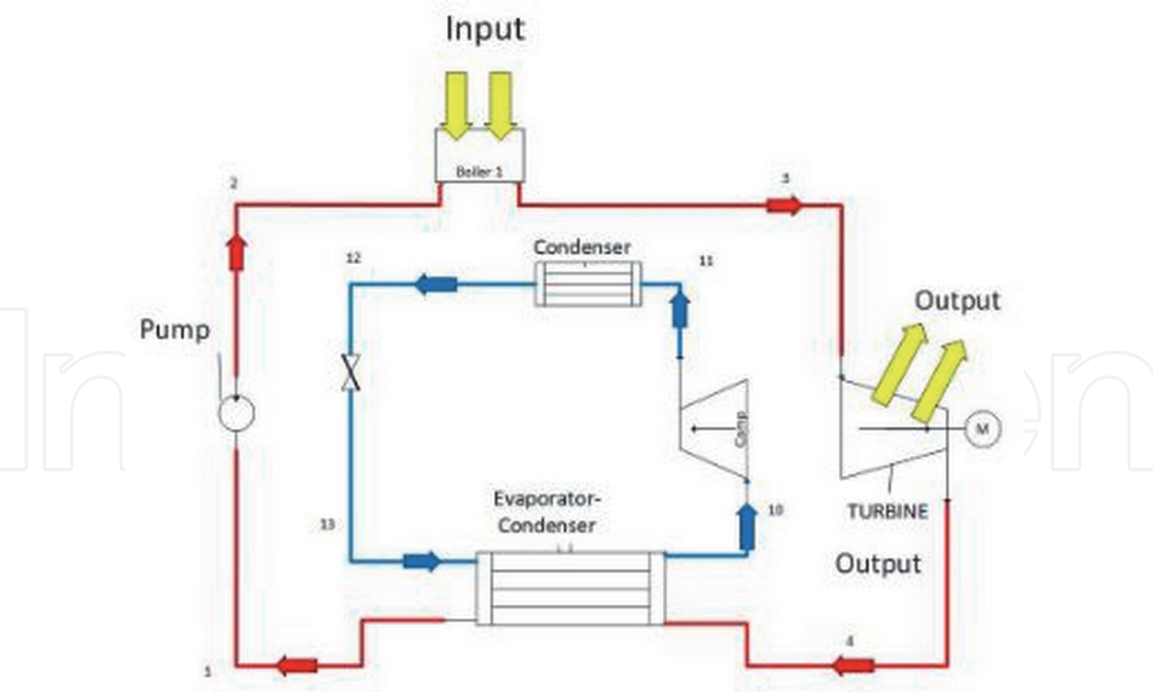 Input
Boiler 1
2
3
Condenser
12
11
Output
Pump
Comp
M
Evaporator-
Condenser
13
10
TURBINE
Output
4
1